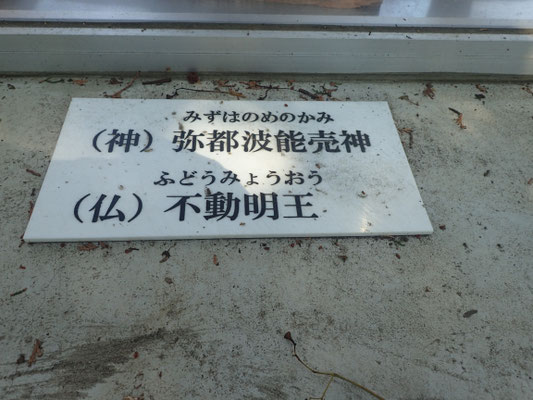 みずはのめのかみ
（神）弥都波能売神
ふどうみょうおう
（仏）不動明王